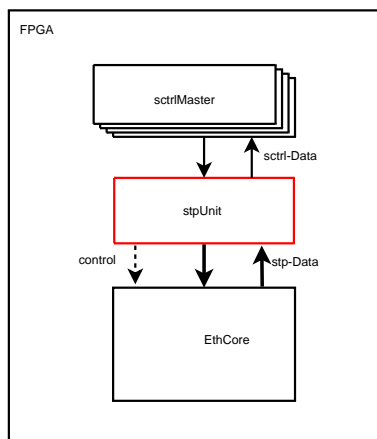 FPGA
sctrlMaster
sctrl-Data
stpUnit
control
stp-Data
EthCore